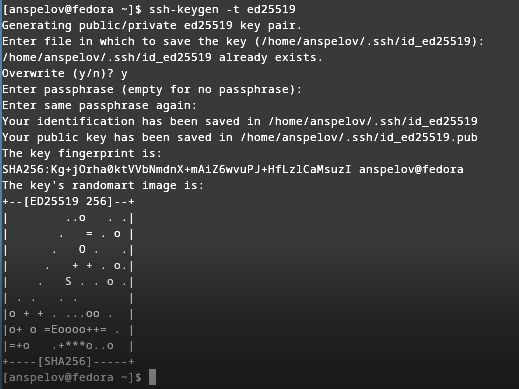 [anspelov@fedora ~]$ ssh-keygen -t ed25519
Generating public/private ed25519 key pair.
Enter file in which to save the key (/home/anspelov/.ssh/id_ed25519):
/home/anspelov/.ssh/id_ed25519 already exists.
Overwrite (y/n)? y
Enter passphrase (empty for no passphrase):
Enter same passphrase again:
Your identification has been saved in /home/anspelov/.ssh/id_ed25519
Your public key has been saved in /home/anspelov/.ssh/id_ed25519.pub
The key fingerprint is:
SHA256:Kg+jOrha0ktVVbNmdnX+mAiZ6wvuPJ+HfLzlCaMsuzI anspelov@fedora
The key's randomart image is:
+--[ED25519 256]--+
|        ..o   . .|
|       .   = . o |
|      .   O .   .|
|     .   + + . o.|
|    .   S . . o .|
| . .   . .       |
|o + + . ...oo .  |
|o+ o =Eoooo++= . |
|=+o   .+***o..o  |
+----[SHA256]-----+
[anspelov@fedora ~]$